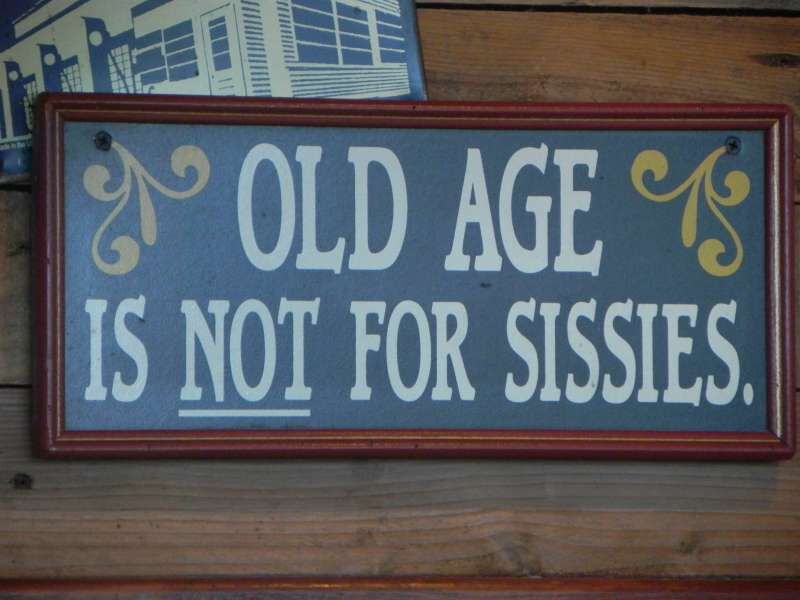 OLD AGE
IS NOT FOR SISSIES.